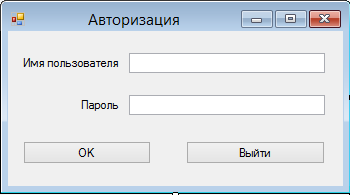 Авторизация
Имя пользователя
Пароль
OK
Выйти